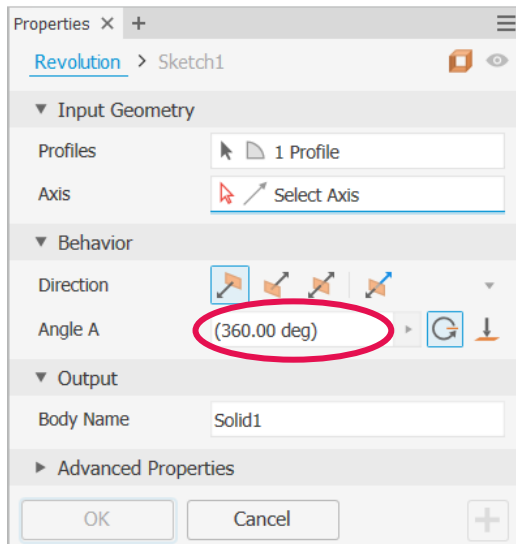 Properties × +
Revolution > Sketch1
Input Geometry
Profiles 1 Profile
Axis Select Axis
Behavior
Direction
Angle A (360.00 deg)
Output
Body Name Solid1
Advanced Properties
OK Cancel +